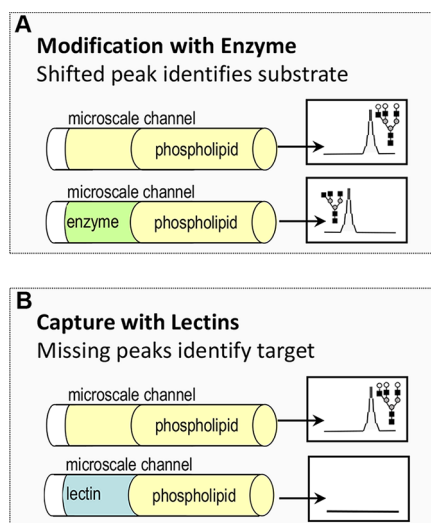 A
Modification with Enzyme
Shifted peak identifies substrate
microscale channel
phospholipid
microscale channel
enzyme
phospholipid
B
Capture with Lectins
Missing peaks identify target
microscale channel
phospholipid
microscale channel
lectin
phospholipid